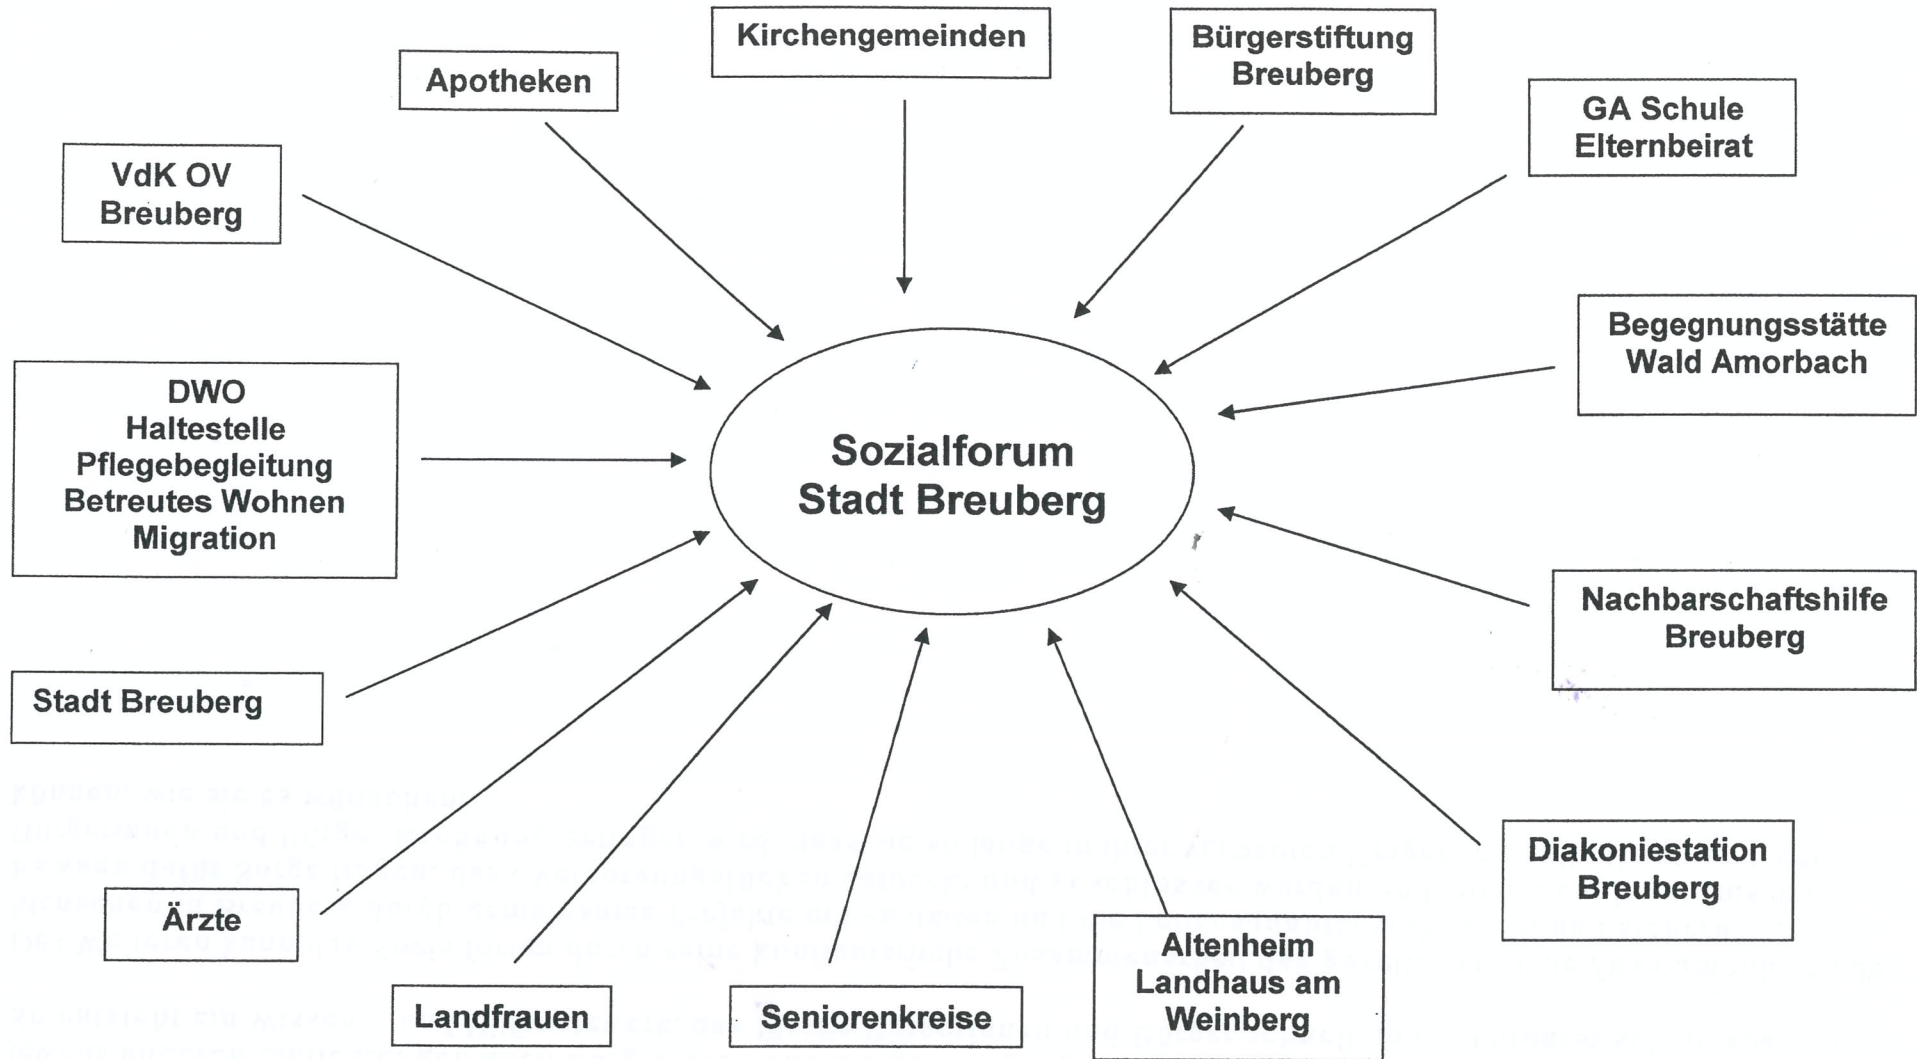 Kirchengemeinden
Bürgerstiftung
Breuberg
Apotheken
GA Schule
Elternbeirat
VdK OV
Breuberg
Begegnungsstätte
Wald Amorbach
DWO
Haltestelle
Pflegebegleitung
Betreutes Wohnen
Migration
Sozialforum
Stadt Breuberg
Nachbarschaftshilfe
Breuberg
Stadt Breuberg
Diakoniestation
Breuberg
Ärzte
Altenheim
Landhaus am
Weinberg
Landfrauen
Seniorenkreise